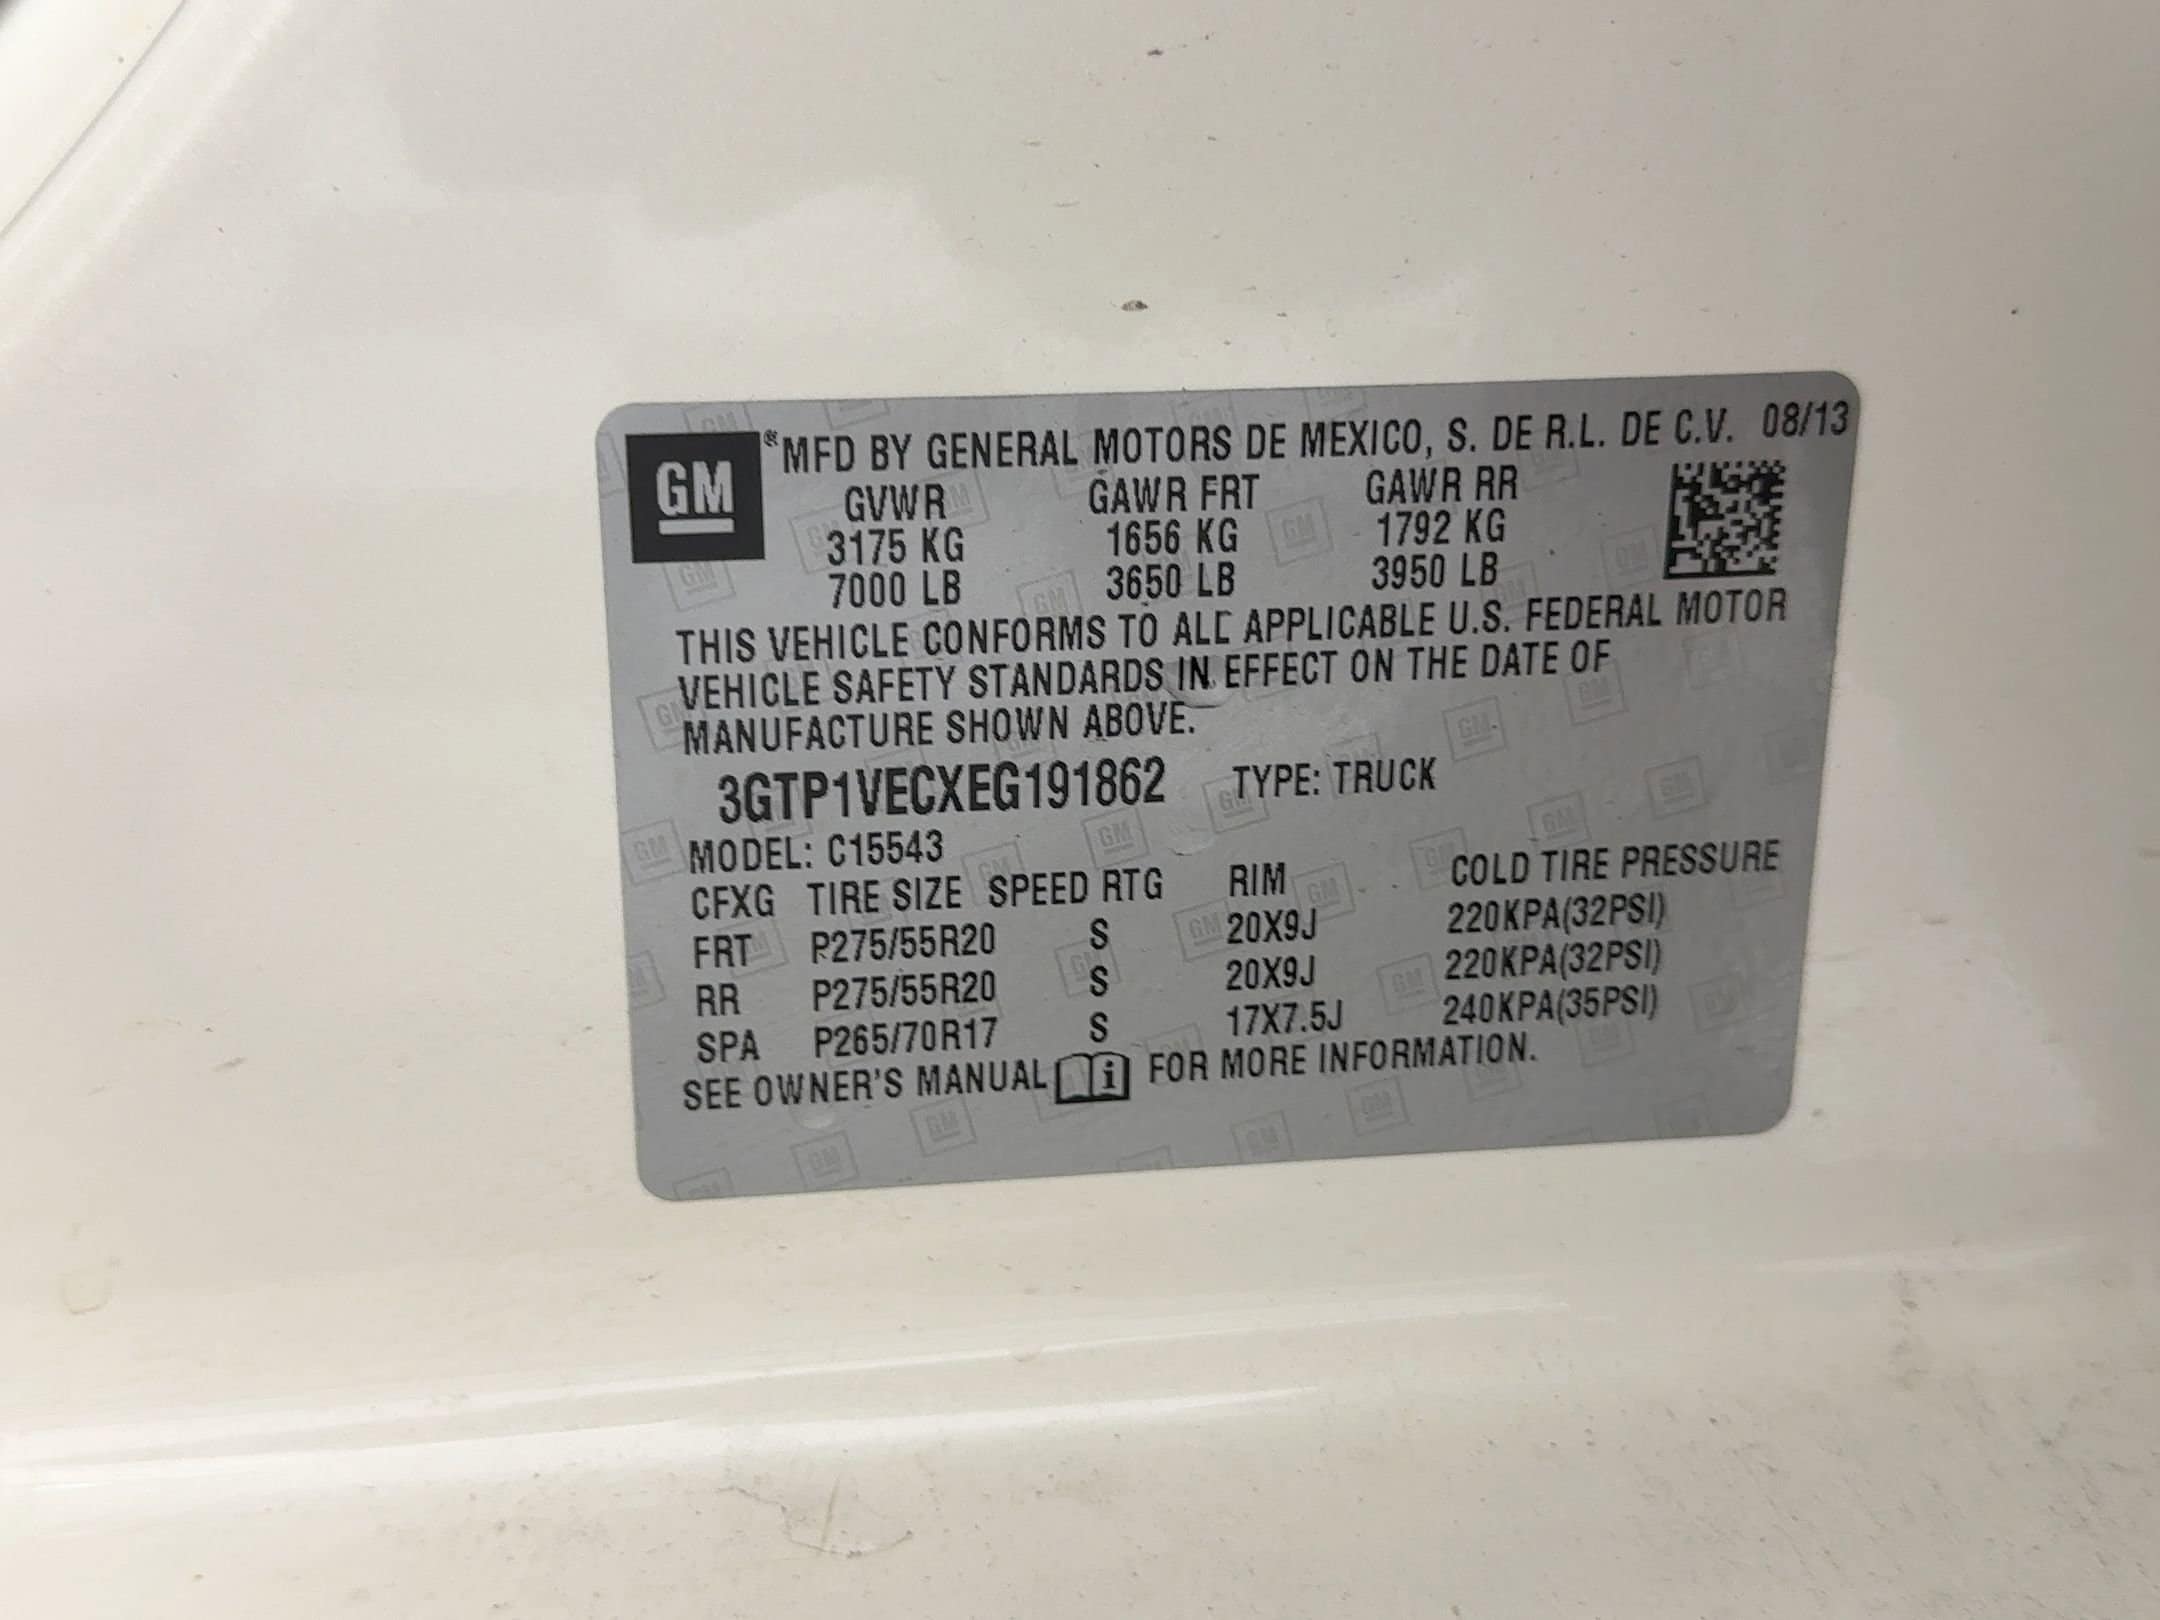 GM ®MFD BY GENERAL MOTORS DE MEXICO, S. DE R.L. DE C.V. 08/13
GVWR GAWR FRT GAWR RR
3175 KG 1656 KG 1792 KG
7000 LB 3650 LB 3950 LB
THIS VEHICLE CONFORMS TO ALL APPLICABLE U.S. FEDERAL MOTOR
VEHICLE SAFETY STANDARDS IN EFFECT ON THE DATE OF
MANUFACTURE SHOWN ABOVE.
3GTP1VECXEG191862 TYPE: TRUCK
MODEL: C15543
CFXG TIRE SIZE SPEED RTG RIM COLD TIRE PRESSURE
FRT P275/55R20 S 20X9J 220KPA(32PSI)
RR P275/55R20 S 20X9J 220KPA(32PSI)
SPA P265/70R17 S 17X7.5J 240KPA(35PSI)
SEE OWNER'S MANUAL i FOR MORE INFORMATION.